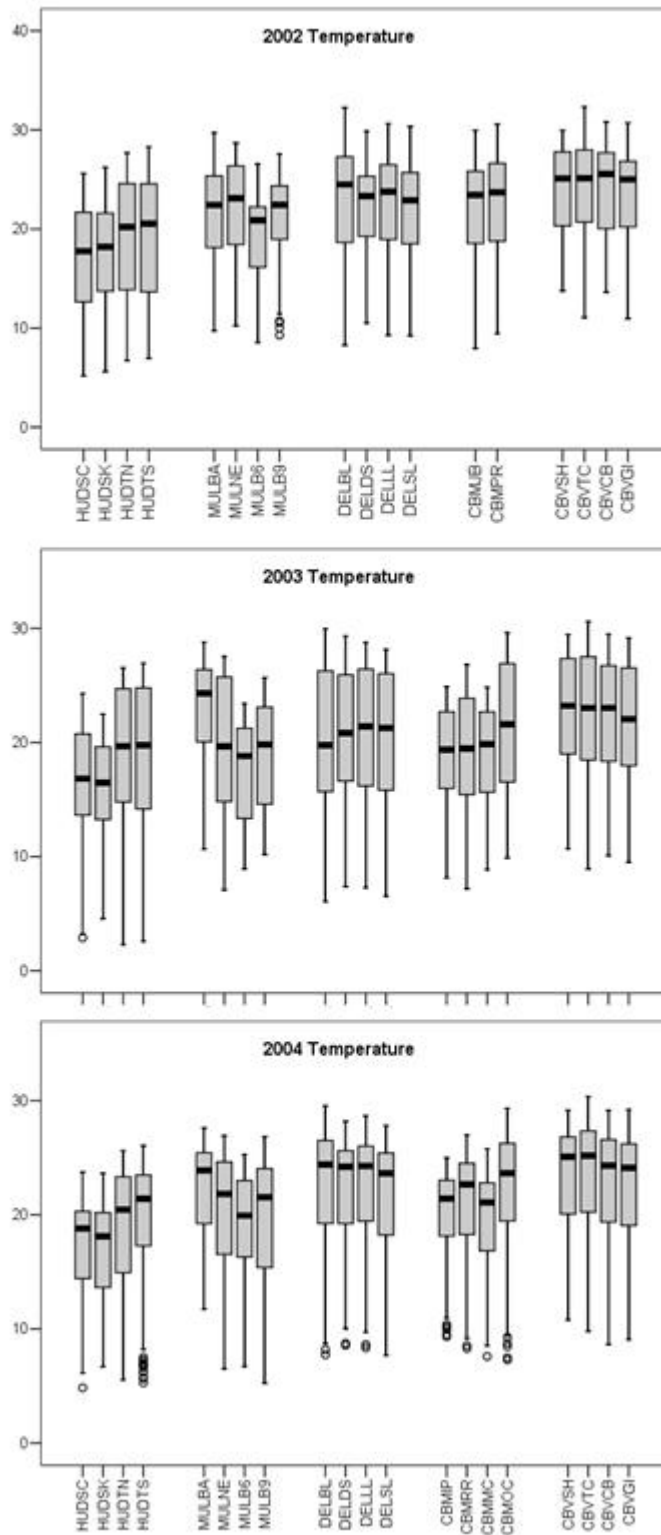 2002 Temperature
40
30
20
10
0
HUDSC HUDSK HUDTN HUDTS MULBA MULNE MULB6 MULB9 DELBL DELDS DELLL DELSL CBMJB CBMPR CBVSH CBVTC CBVCB CBVGI
2003 Temperature
30
20
10
0
2004 Temperature
30
20
10
0
HUDSC HUDSK HUDTN HUDTS MULBA MULNE MULB6 MULB9 DELBL DELDS DELLL DELSL CBMIP CBMRR CBMMC CBMOC CBVSH CBVTC CBVCB CBVGI